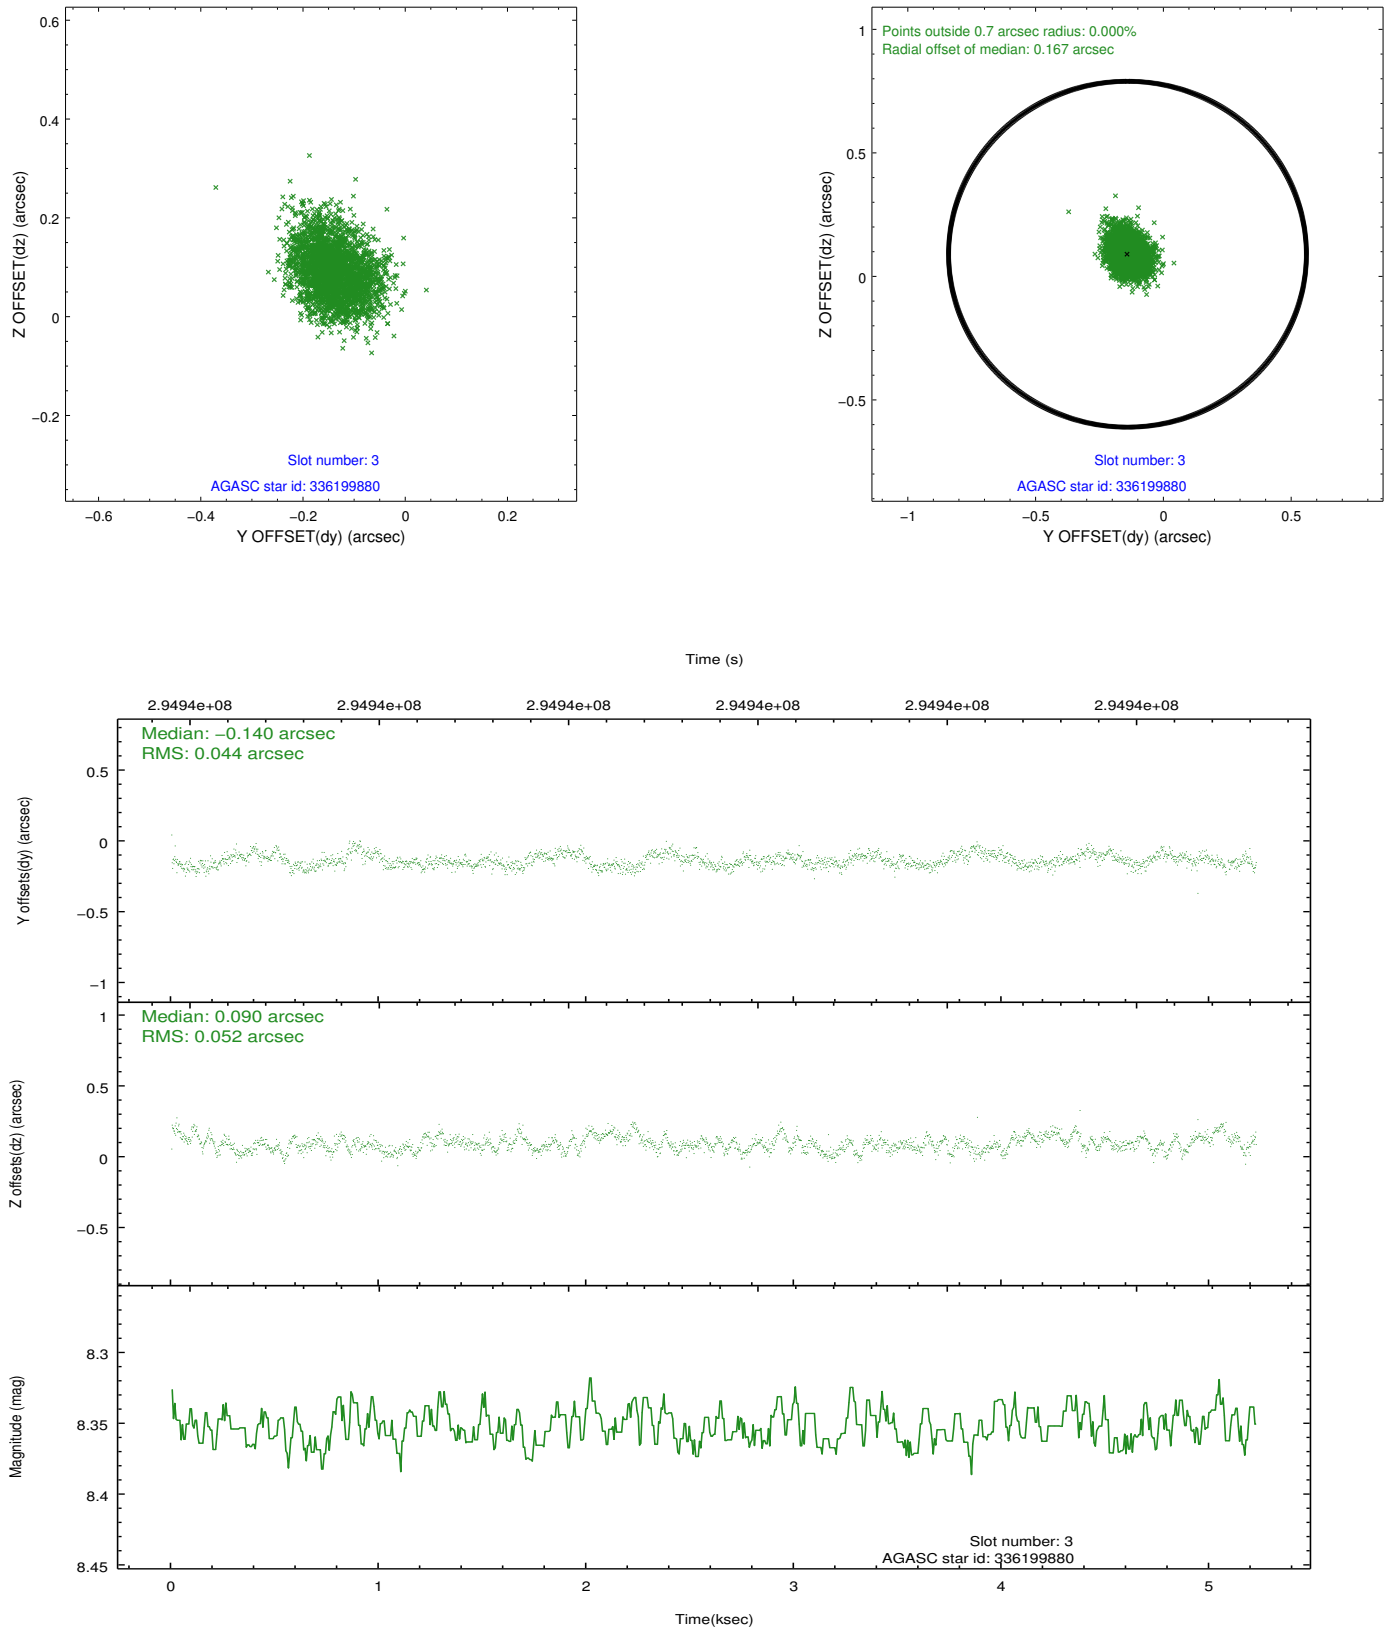 0.6
0.4
0.2
0
−0.2
Z OFFSET(dz) (arcsec)
Slot number: 3
AGASC star id: 336199880
−0.6
−0.4
−0.2
0
0.2
Y OFFSET(dy) (arcsec)
Points outside 0.7 arcsec radius: 0.000%
Radial offset of median: 0.167 arcsec
1
0.5
0
−0.5
Z OFFSET(dz) (arcsec)
Slot number: 3
AGASC star id: 336199880
−1
−0.5
0
0.5
Y OFFSET(dy) (arcsec)
Time (s)
2.9494e+08
2.9494e+08
2.9494e+08
2.9494e+08
2.9494e+08
2.9494e+08
Median: −0.140 arcsec
RMS: 0.044 arcsec
0.5
0
−0.5
−1
Y offsets(dy) (arcsec)
Median: 0.090 arcsec
RMS: 0.052 arcsec
1
0.5
0
−0.5
Z offsets(dz) (arcsec)
8.3
8.35
8.4
8.45
Magnitude (mag)
Slot number: 3
AGASC star id: 336199880
0
1
2
3
4
5
Time(ksec)